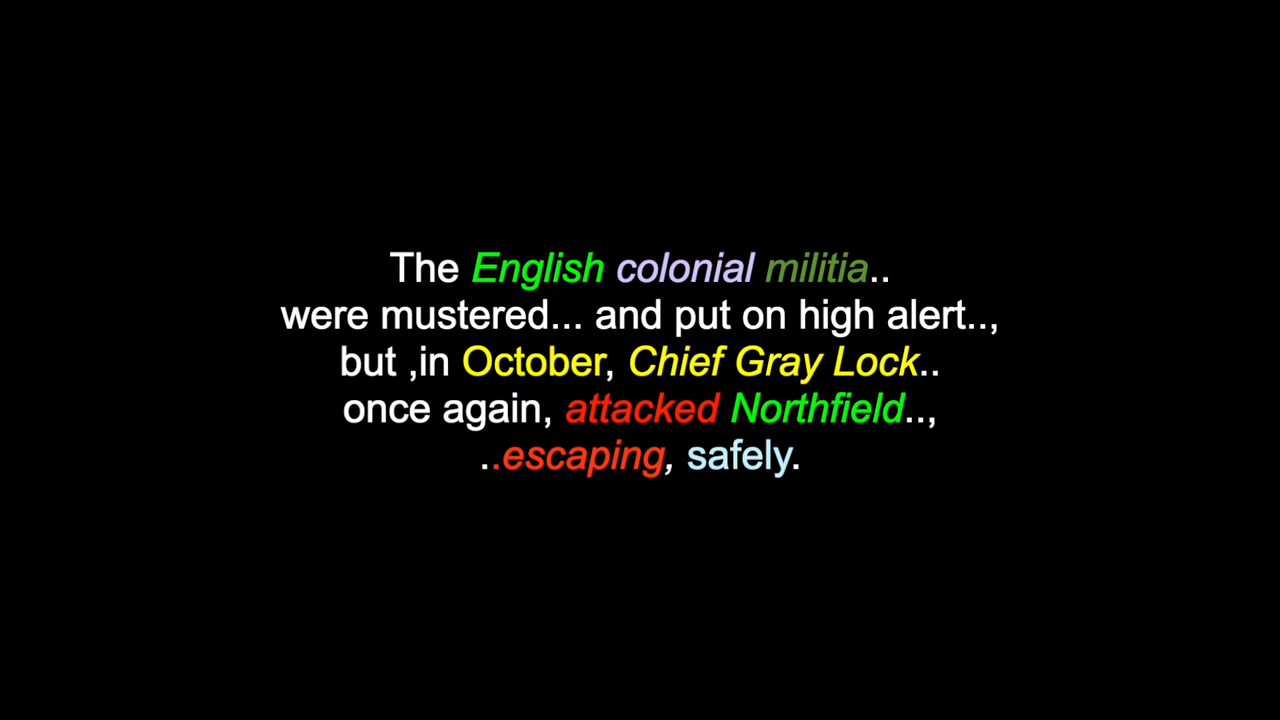 The English colonial militia..
were mustered... and put on high alert..,
but ,in October, Chief Gray Lock..
once again, attacked Northfield..,
..escaping, safely.